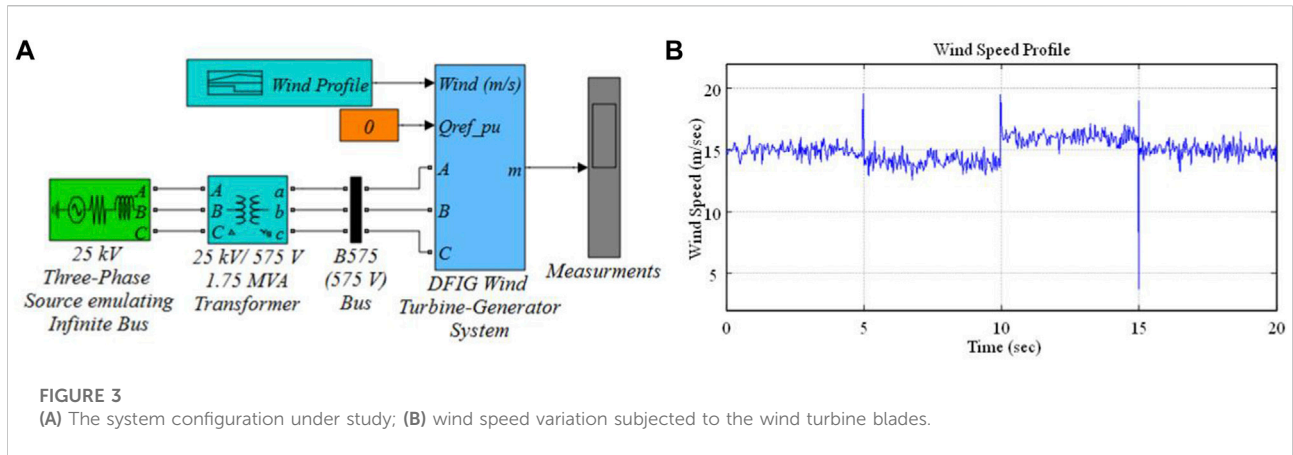 A
Wind Profile
0
Wind (m/s)
Qref_pu
A
B
C
m
A
B
C
A
B
C
a
b
c
25 kV
Three-Phase
Source emulating
Infinite Bus
25 kV/ 575 V
1.75 MVA
Transformer
B575
(575 V)
Bus
DFIG Wind
Turbine-Generator
System
Measurments
B
Wind Speed Profile
Wind Speed (m/sec)
20
15
10
5
0
5
10
15
20
Time (sec)
FIGURE 3
(A) The system configuration under study; (B) wind speed variation subjected to the wind turbine blades.